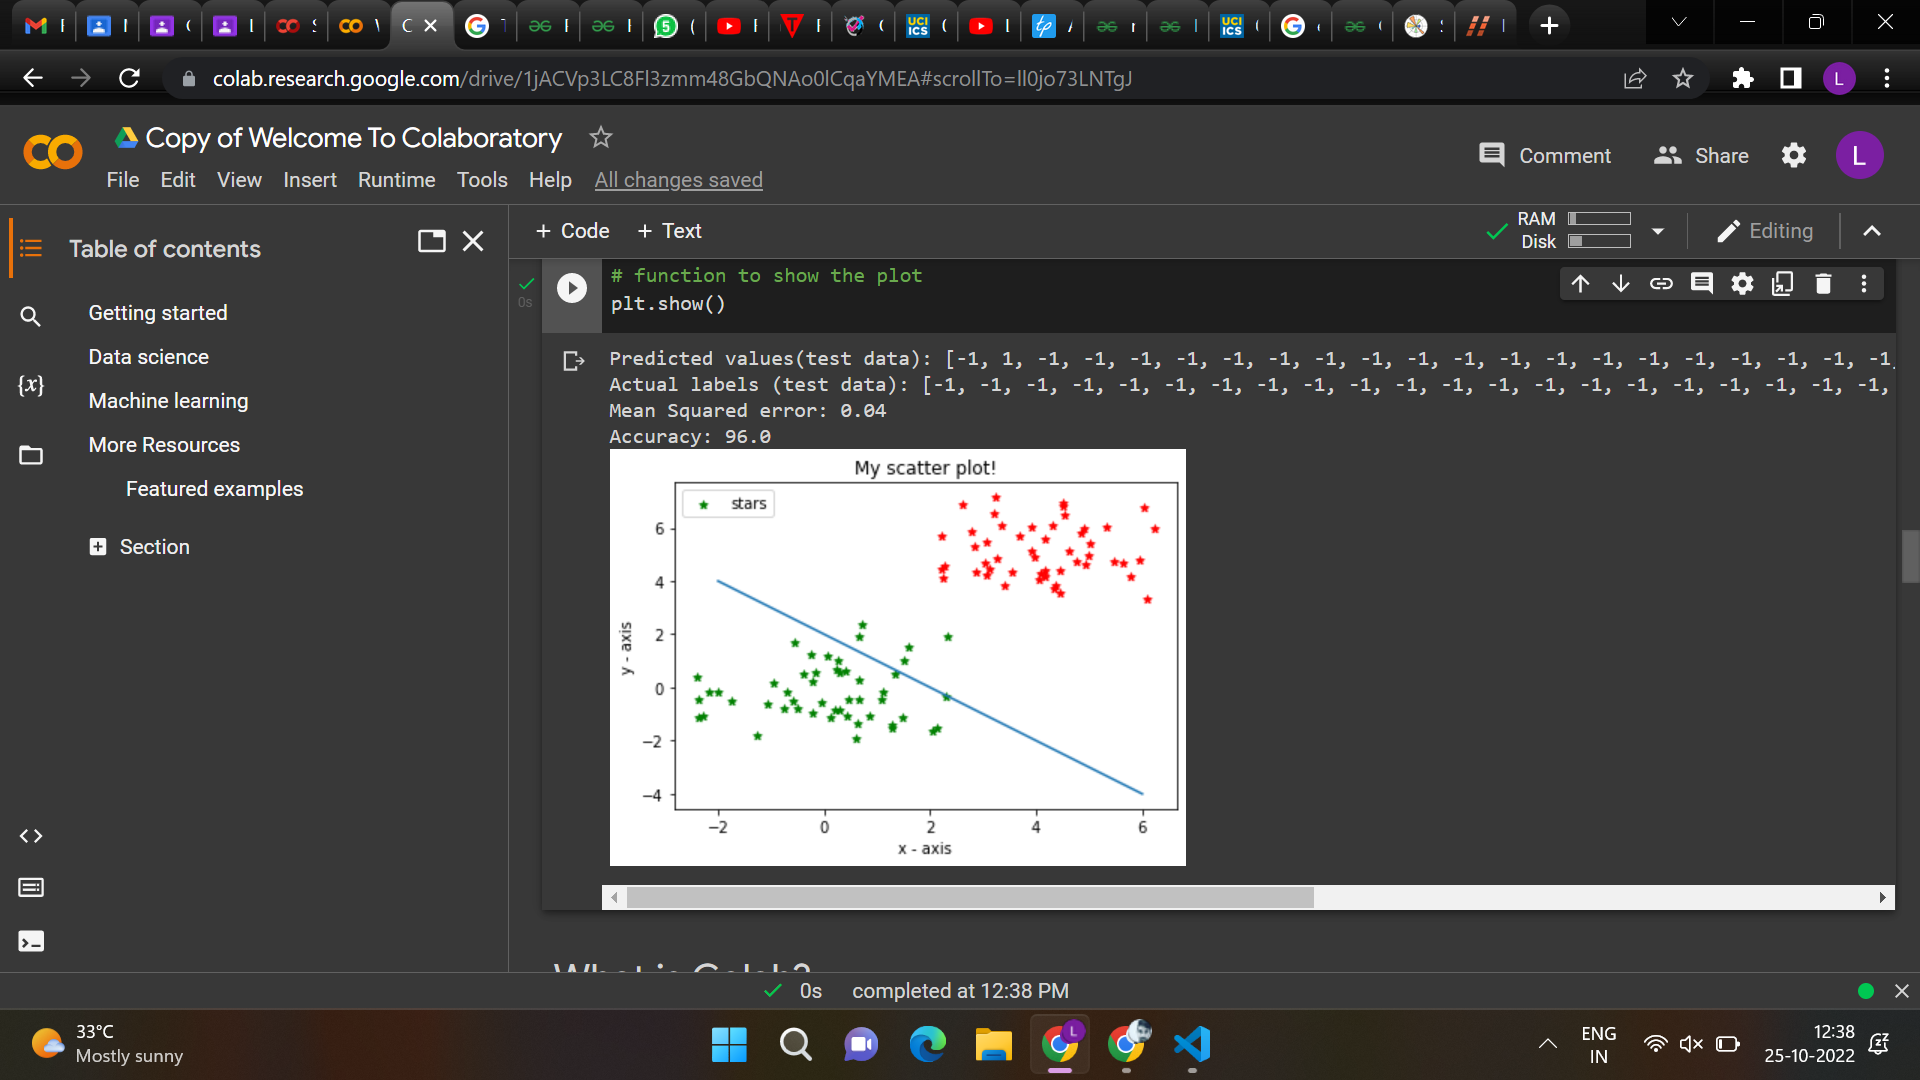 colab.research.google.com/drive/1jACVp3LC8Fl3zmm48GbQNAo0lCqaYMEA#scrollTo=ll0jo73LNTgJ
L
Copy of Welcome To Colaboratory
File Edit View Insert Runtime Tools Help All changes saved
Comment Share L
Table of contents
+ Code + Text
RAM
Disk
Editing
Getting started
Data science
Machine learning
More Resources
Featured examples
Section
0s
# function to show the plot
plt.show()
Predicted values(test data): [-1, 1, -1, -1, -1, -1, -1, -1, -1, -1, -1, -1, -1, -1, -1, -1, -1, -1, -1, -1, -1,
Actual labels (test data): [-1, -1, -1, -1, -1, -1, -1, -1, -1, -1, -1, -1, -1, -1, -1, -1, -1, -1, -1, -1, -1,
Mean Squared error: 0.04
Accuracy: 96.0
My scatter plot!
stars
y - axis
6
4
2
0
−2
−4
−2 0 2 4 6
x - axis
What is Colab?
0s completed at 12:38 PM
33°C
Mostly sunny
ENG
IN
12:38
25-10-2022